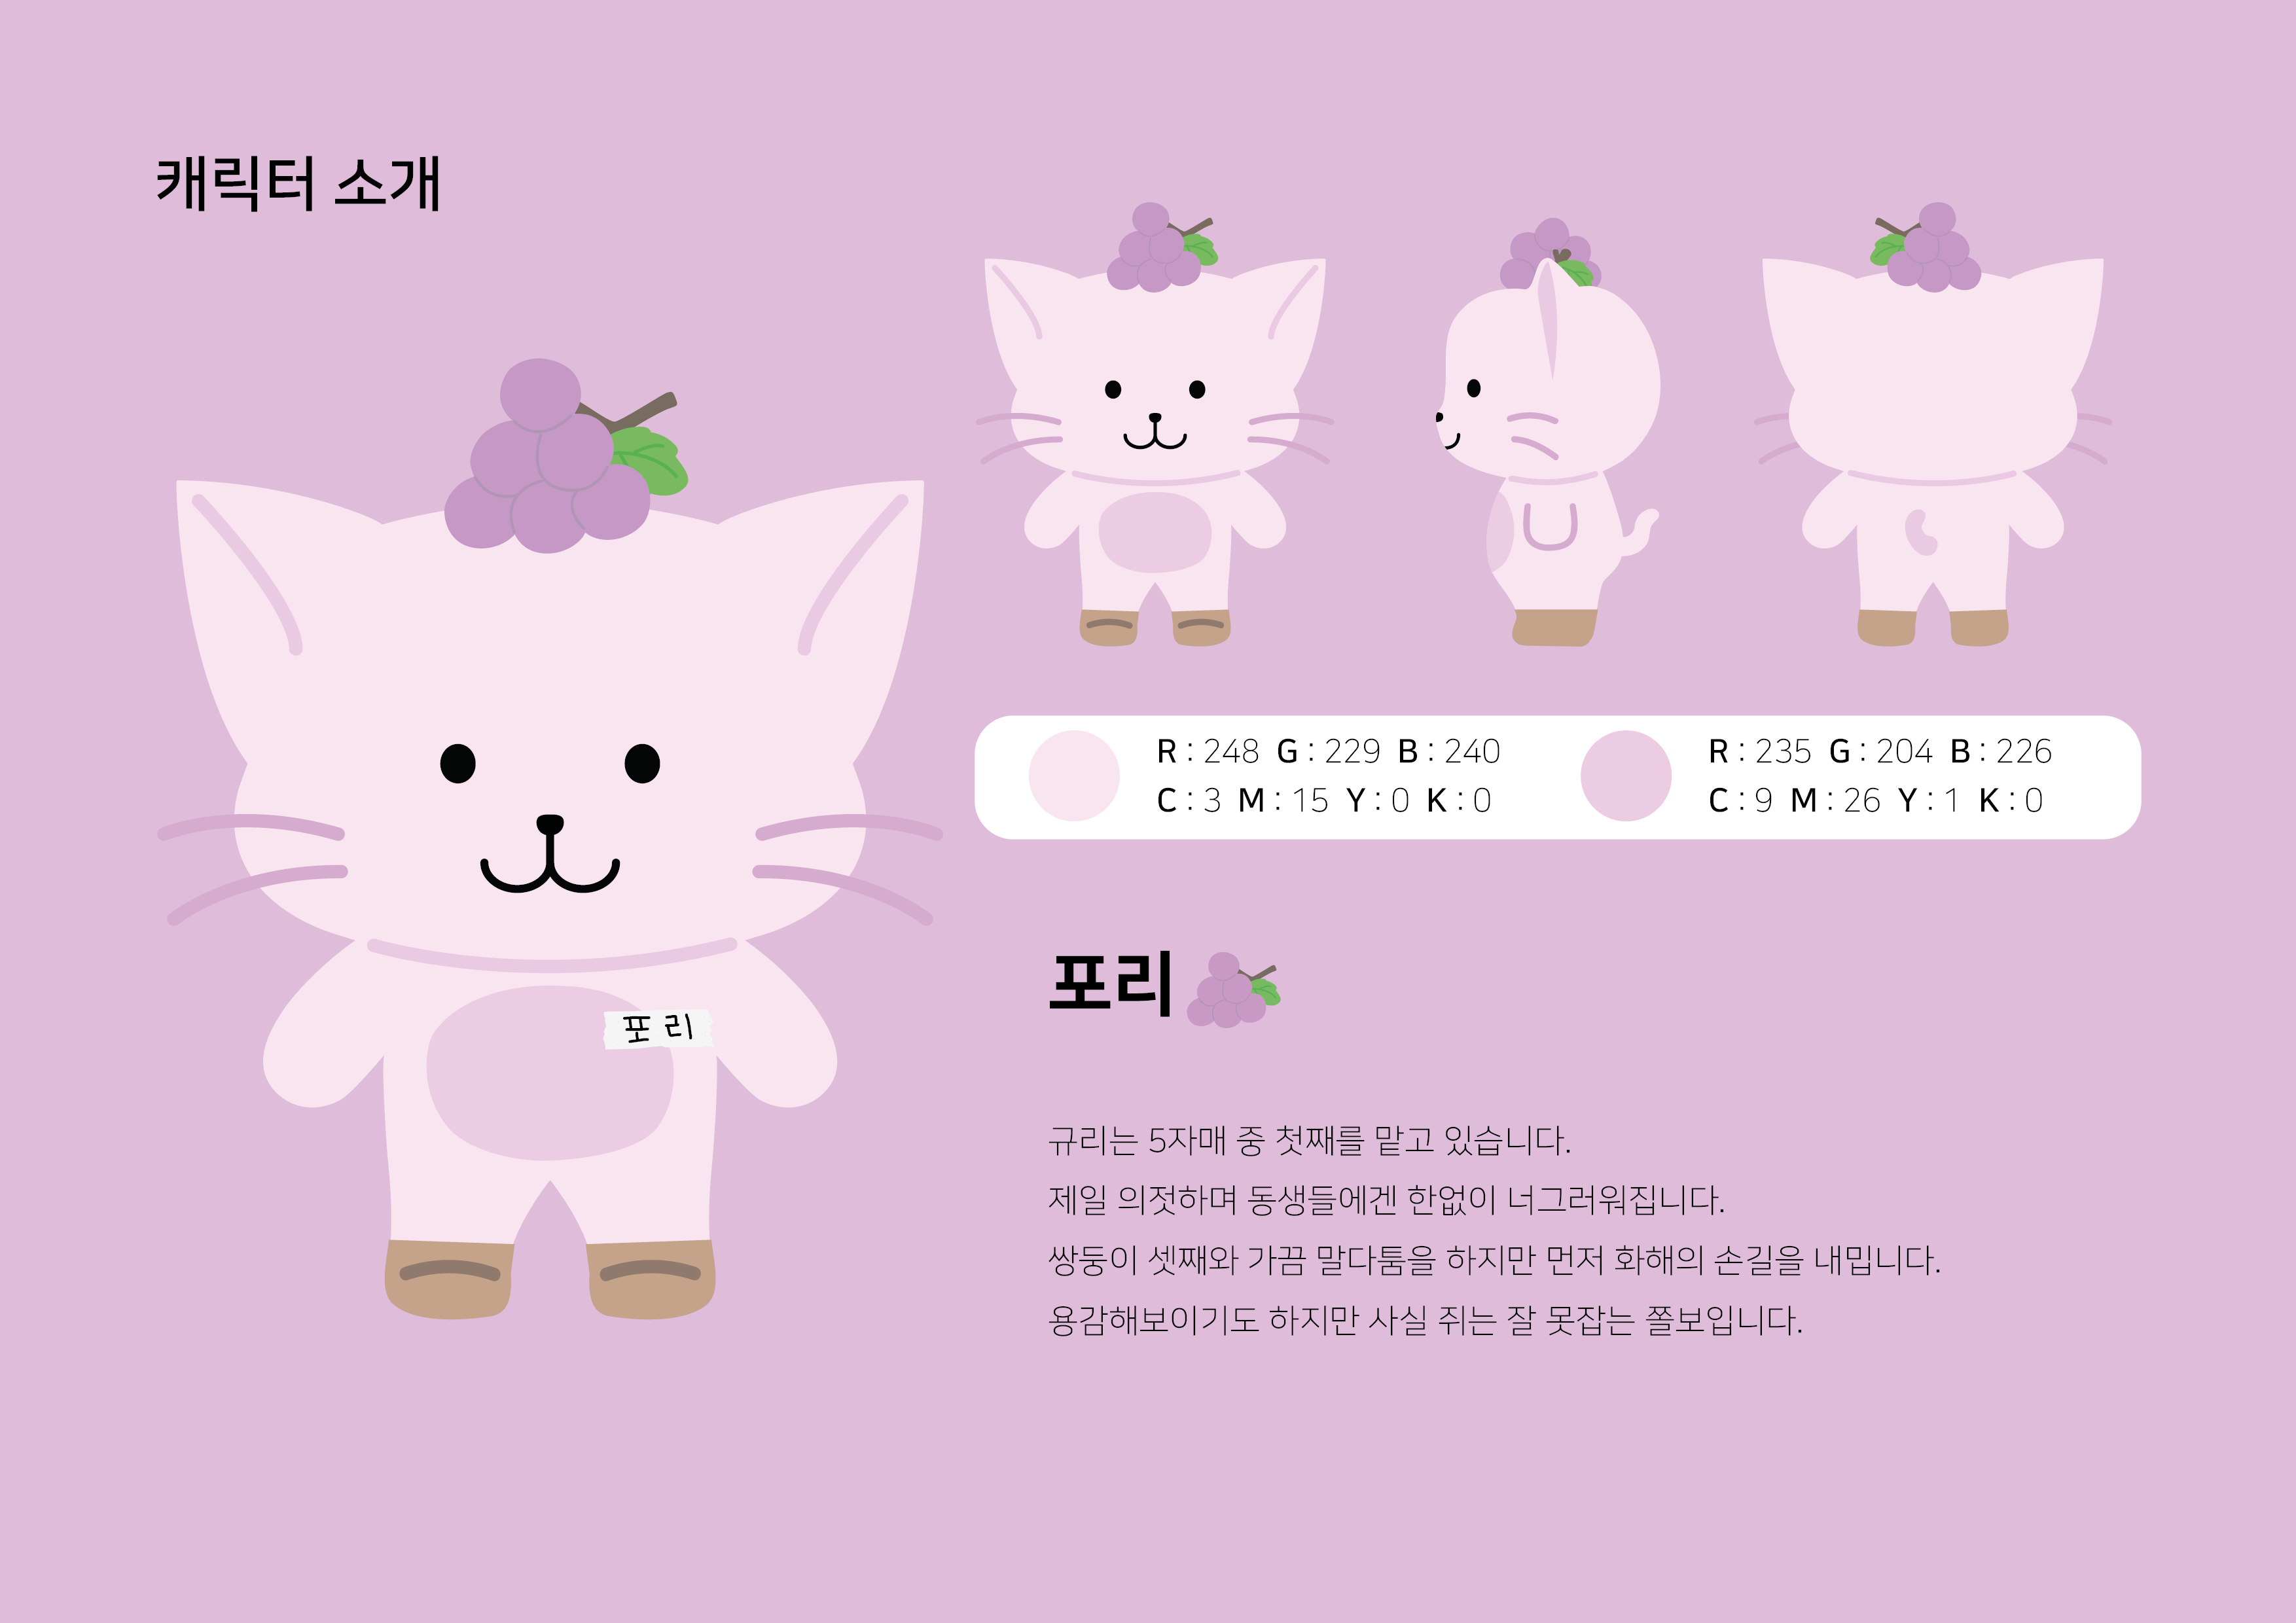 캐릭터 소개
R : 248 G : 229 B : 240
C : 3 M : 15 Y : 0 K : 0
R : 235 G : 204 B : 226
C : 9 M : 26 Y : 1 K : 0
포리
포리
규리는 5자매 중 첫째를 맡고 있습니다.
제일 의젓하며 동생들에겐 한없이 너그러워집니다.
쌍둥이 셋째와 가끔 말다툼을 하지만 먼저 화해의 손길을 내밉니다.
용감해보이기도 하지만 사실 쥐는 잘 못잡는 쫄보입니다.